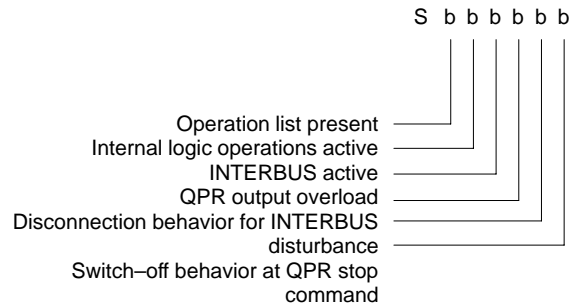 S b b b b b b
Operation list present
Internal logic operations active
INTERBUS active
QPR output overload
Disconnection behavior for INTERBUS
disturbance
Switch–off behavior at QPR stop
command